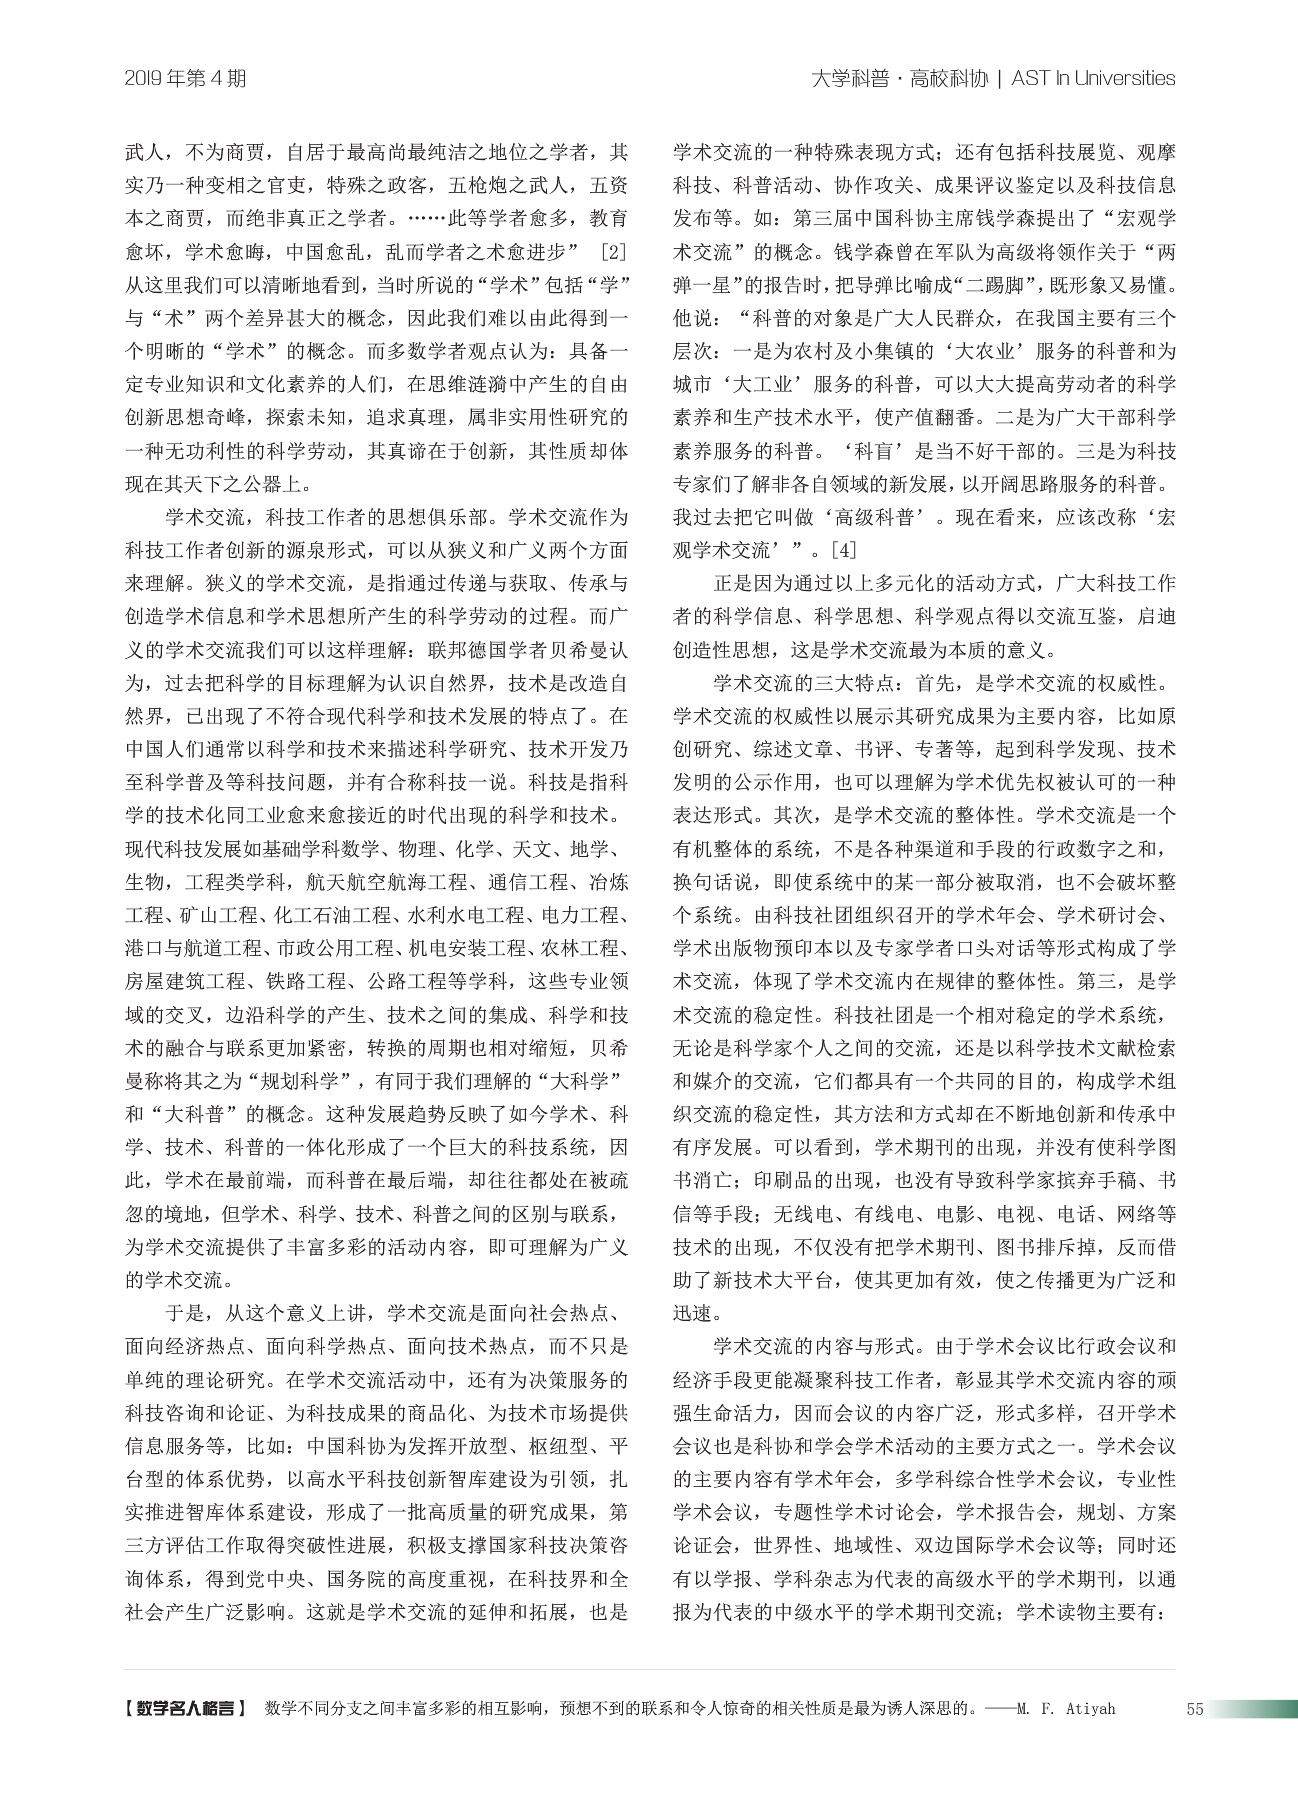 2019 年第 4 期
大学科普·高校科协 | AST In Universities
武人，不为商贾，自居于最高尚最纯洁之地位之学者，其
实乃一种变相之官吏，特殊之政客，五枪炮之武人，五资
本之商贾，而绝非真正之学者。……此等学者愈多，教育
愈坏，学术愈晦，中国愈乱，乱而学者之术愈进步” [2]
从这里我们可以清晰地看到，当时所说的“学术”包括“学”
与“术”两个差异甚大的概念，因此我们难以由此得到一
个明晰的“学术”的概念。而多数学者观点认为：具备一
定专业知识和文化素养的人们，在思维涟漪中产生的自由
创新思想奇峰，探索未知，追求真理，属非实用性研究的
一种无功利性的科学劳动，其真谛在于创新，其性质却体
现在其天下之公器上。
学术交流，科技工作者的思想俱乐部。学术交流作为
科技工作者创新的源泉形式，可以从狭义和广义两个方面
来理解。狭义的学术交流，是指通过传递与获取、传承与
创造学术信息和学术思想所产生的科学劳动的过程。而广
义的学术交流我们可以这样理解：联邦德国学者贝希曼认
为，过去把科学的目标理解为认识自然界，技术是改造自
然界，已出现了不符合现代科学和技术发展的特点了。在
中国人们通常以科学和技术来描述科学研究、技术开发乃
至科学普及等科技问题，并有合称科技一说。科技是指科
学的技术化同工业愈来愈接近的时代出现的科学和技术。
现代科技发展如基础学科数学、物理、化学、天文、地学、
生物，工程类学科，航天航空航海工程、通信工程、冶炼
工程、矿山工程、化工石油工程、水利水电工程、电力工程、
港口与航道工程、市政公用工程、机电安装工程、农林工程、
房屋建筑工程、铁路工程、公路工程等学科，这些专业领
域的交叉，边沿科学的产生、技术之间的集成、科学和技
术的融合与联系更加紧密，转换的周期也相对缩短，贝希
曼称将其之为“规划科学”，有同于我们理解的“大科学”
和“大科普”的概念。这种发展趋势反映了如今学术、科
学、技术、科普的一体化形成了一个巨大的科技系统，因
此，学术在最前端，而科普在最后端，却往往都处在被疏
忽的境地，但学术、科学、技术、科普之间的区别与联系，
为学术交流提供了丰富多彩的活动内容，即可理解为广义
的学术交流。
于是，从这个意义上讲，学术交流是面向社会热点、
面向经济热点、面向科学热点、面向技术热点，而不只是
单纯的理论研究。在学术交流活动中，还有为决策服务的
科技咨询和论证、为科技成果的商品化、为技术市场提供
信息服务等，比如：中国科协为发挥开放型、枢纽型、平
台型的体系优势，以高水平科技创新智库建设为引领，扎
实推进智库体系建设，形成了一批高质量的研究成果，第
三方评估工作取得突破性进展，积极支撑国家科技决策咨
询体系，得到党中央、国务院的高度重视，在科技界和全
社会产生广泛影响。这就是学术交流的延伸和拓展，也是
学术交流的一种特殊表现方式；还有包括科技展览、观摩
科技、科普活动、协作攻关、成果评议鉴定以及科技信息
发布等。如：第三届中国科协主席钱学森提出了“宏观学
术交流”的概念。钱学森曾在军队为高级将领作关于“两
弹一星”的报告时，把导弹比喻成“二踢脚”，既形象又易懂。
他说：“科普的对象是广大人民群众，在我国主要有三个
层次：一是为农村及小集镇的‘大农业’服务的科普和为
城市‘大工业’服务的科普，可以大大提高劳动者的科学
素养和生产技术水平，使产值翻番。二是为广大干部科学
素养服务的科普。‘科盲’是当不好干部的。三是为科技
专家们了解非各自领域的新发展，以开阔思路服务的科普。
我过去把它叫做‘高级科普’。现在看来，应该改称‘宏
观学术交流’”。[4]
正是因为通过以上多元化的活动方式，广大科技工作
者的科学信息、科学思想、科学观点得以交流互鉴，启迪
创造性思想，这是学术交流最为本质的意义。
学术交流的三大特点：首先，是学术交流的权威性。
学术交流的权威性以展示其研究成果为主要内容，比如原
创研究、综述文章、书评、专著等，起到科学发现、技术
发明的公示作用，也可以理解为学术优先权被认可的一种
表达形式。其次，是学术交流的整体性。学术交流是一个
有机整体的系统，不是各种渠道和手段的行政数字之和，
换句话说，即使系统中的某一部分被取消，也不会破坏整
个系统。由科技社团组织召开的学术年会、学术研讨会、
学术出版物预印本以及专家学者口头对话等形式构成了学
术交流，体现了学术交流内在规律的整体性。第三，是学
术交流的稳定性。科技社团是一个相对稳定的学术系统，
无论是科学家个人之间的交流，还是以科学技术文献检索
和媒介的交流，它们都具有一个共同的目的，构成学术组
织交流的稳定性，其方法和方式却在不断地创新和传承中
有序发展。可以看到，学术期刊的出现，并没有使科学图
书消亡；印刷品的出现，也没有导致科学家摈弃手稿、书
信等手段；无线电、有线电、电影、电视、电话、网络等
技术的出现，不仅没有把学术期刊、图书排斥掉，反而借
助了新技术大平台，使其更加有效，使之传播更为广泛和
迅速。
学术交流的内容与形式。由于学术会议比行政会议和
经济手段更能凝聚科技工作者，彰显其学术交流内容的顽
强生命活力，因而会议的内容广泛，形式多样，召开学术
会议也是科协和学会学术活动的主要方式之一。学术会议
的主要内容有学术年会，多学科综合性学术会议，专业性
学术会议，专题性学术讨论会，学术报告会，规划、方案
论证会，世界性、地域性、双边国际学术会议等；同时还
有以学报、学科杂志为代表的高级水平的学术期刊，以通
报为代表的中级水平的学术期刊交流；学术读物主要有：
【数学名人格言】 数学不同分支之间丰富多彩的相互影响，预想不到的联系和令人惊奇的相关性质是最为诱人深思的。——M. F. Atiyah
55